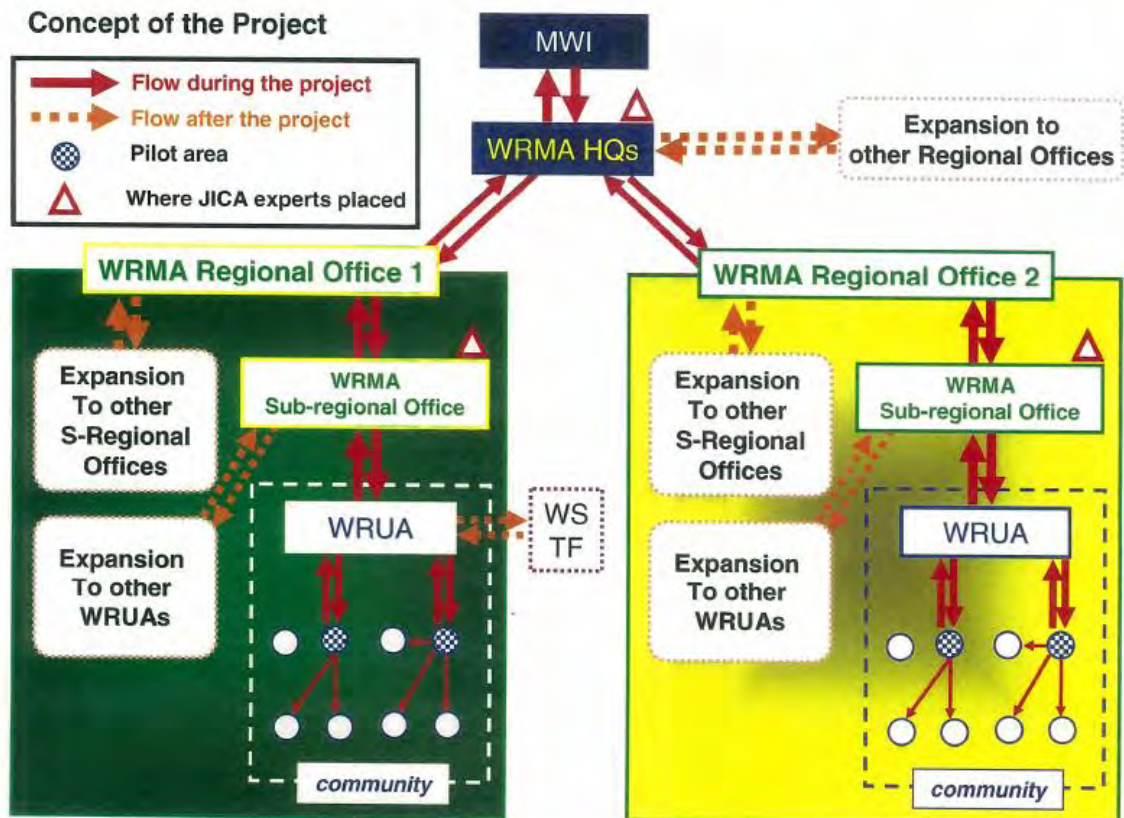 Concept of the Project
Flow during the project
Flow after the project
Pilot area
Where JICA experts placed
MWI
WRMA HQs
Expansion to
other Regional Offices
WRMA Regional Office 1
Expansion
To other
S-Regional
Offices
WRMA
Sub-regional Office
Expansion
To other
WRUAs
WRUA
WS
TF
community
WRMA Regional Office 2
Expansion
To other
S-Regional
Offices
WRMA
Sub-regional Office
Expansion
To other
WRUAs
WRUA
community